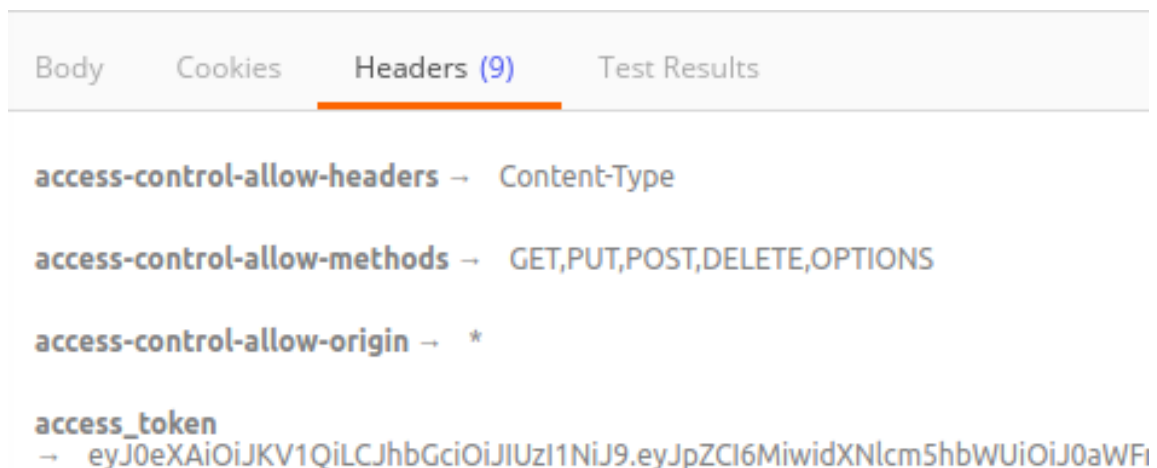 Body Cookies Headers (9) Test Results
access-control-allow-headers → Content-Type
access-control-allow-methods → GET,PUT,POST,DELETE,OPTIONS
access-control-allow-origin → *
access_token
→ eyJ0eXAiOiJKV1QiLCJhbGciOiJIUzI1NiJ9.eyJpZCI6MiwidXNlcm5hbWUiOiJ0aWFr